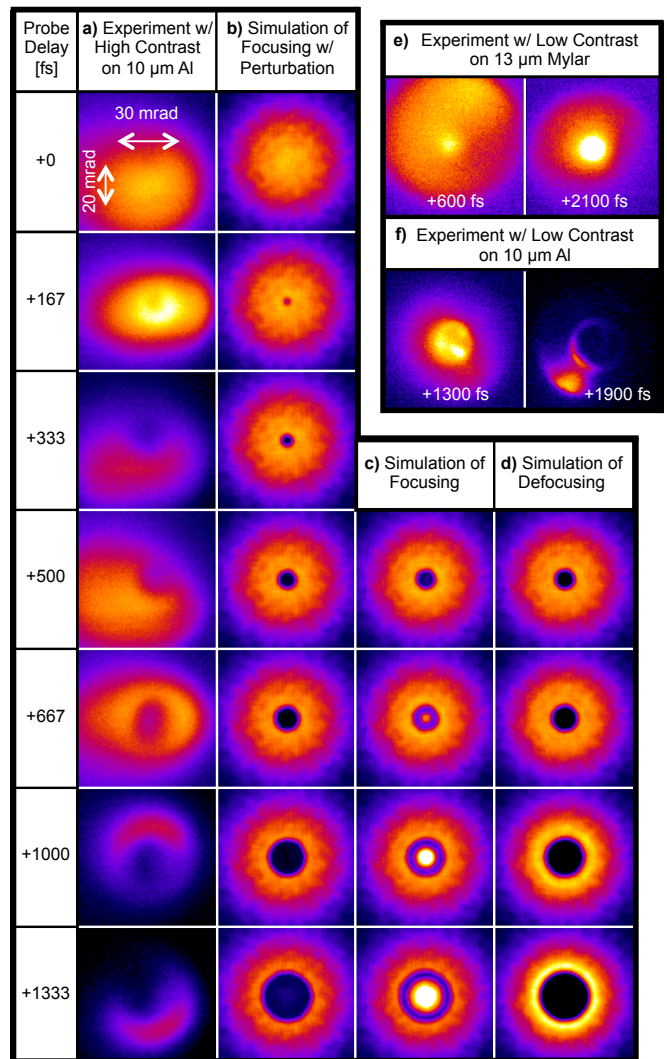 Probe
Delay
[fs]
a) Experiment w/
High Contrast
on 10 μm Al
b) Simulation of
Focusing w/
Perturbation
+0
30 mrad
20 mrad
+167
+333
+500
+667
+1000
+1333
c) Simulation of
Focusing
d) Simulation of
Defocusing
e) Experiment w/ Low Contrast
on 13 μm Mylar
+600 fs
+2100 fs
f) Experiment w/ Low Contrast
on 10 μm Al
+1300 fs
+1900 fs